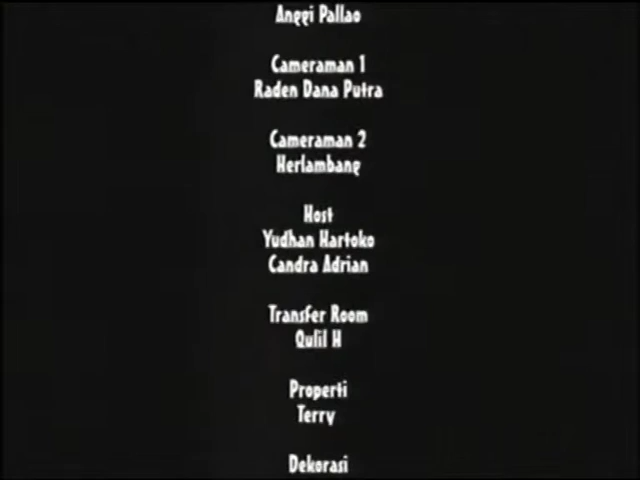 Anggi Pallao
Cameraman 1
Raden Dana Putra
Cameraman 2
Herlambang
Host
Yudhan Hartoko
Candra Adrian
Transfer Room
Qulil H
Properti
Terry
Dekorasi